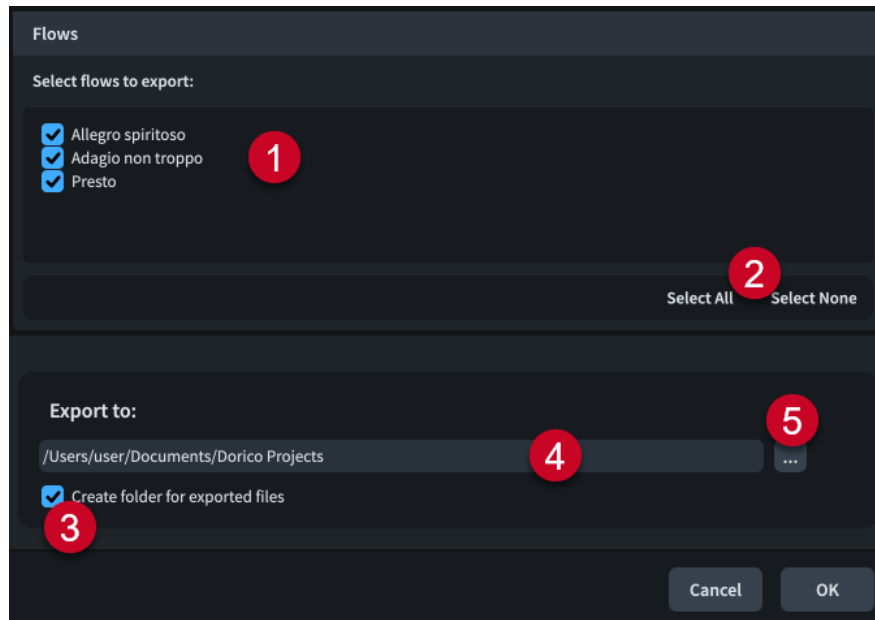 Flows
Select flows to export:
Allegro spiritoso
1
Adagio non troppo
Presto
2
Select All Select None
Export to:
5
/Users/user/Documents/Dorico Projects
4
...
Create folder for exported files
3
Cancel OK